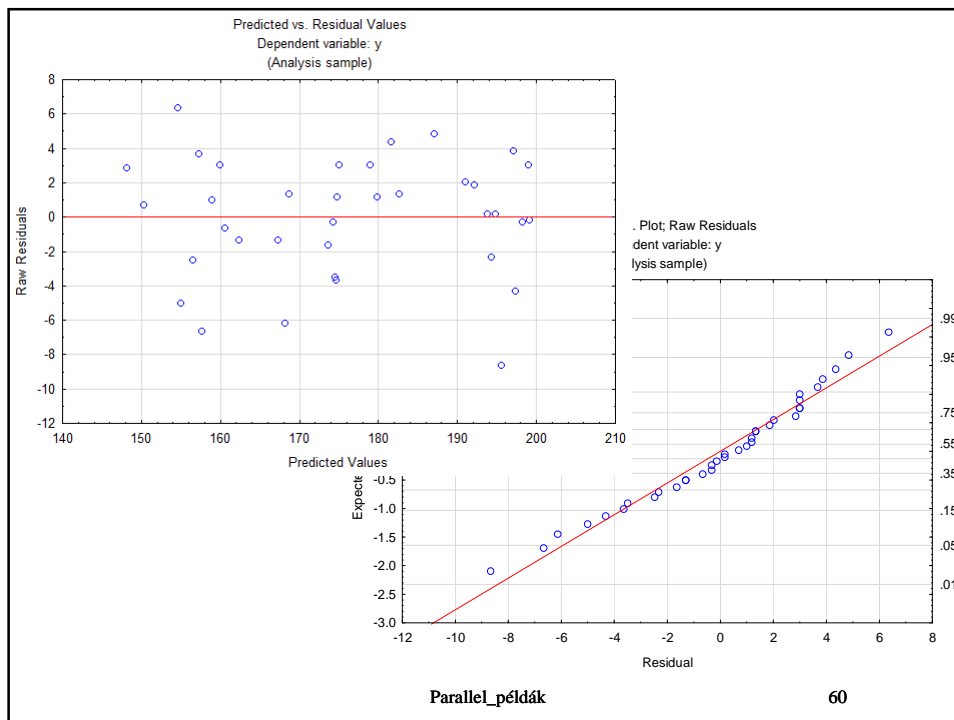 Predicted vs. Residual Values
Dependent variable: y
(Analysis sample)
8
6
4
2
0
-2
-4
-6
-8
-10
-12
Raw Residuals
140 150 160 170 180 190 200 210
Predicted Values
. Plot; Raw Residuals
dent variable: y
alysis sample)
-0.5
-1.0
-1.5
-2.0
-2.5
-3.0
Expecte
.99
.95
.75
.55
.35
.15
.05
.01
-12 -10 -8 -6 -4 -2 0 2 4 6 8
Residual
Parallel_példák 60